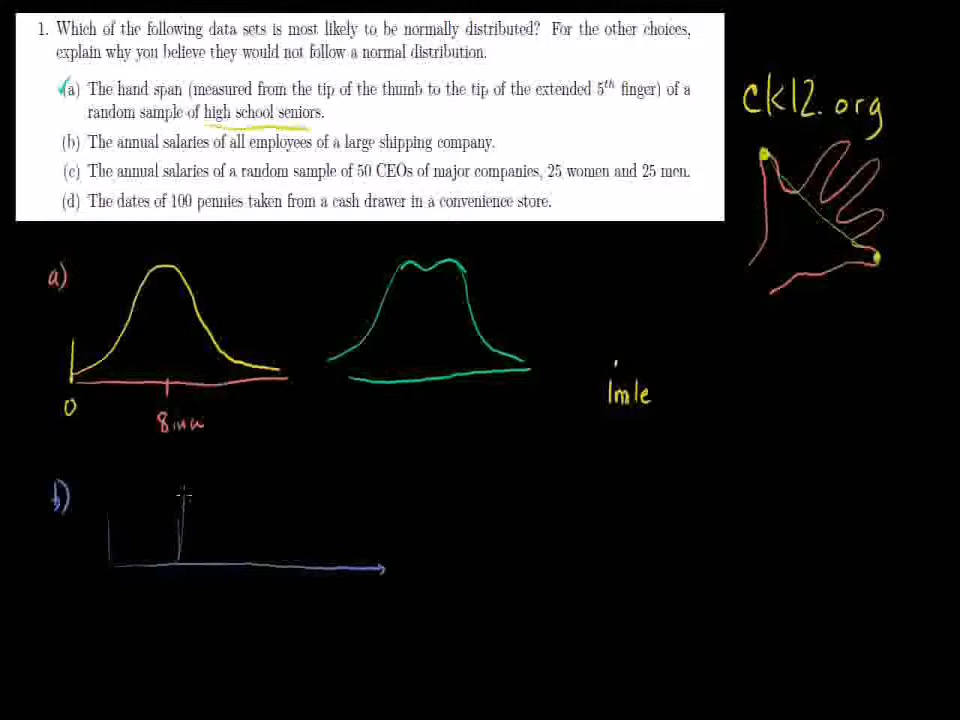 1. Which of the following data sets is most likely to be normally distributed? For the other choices,
explain why you believe they would not follow a normal distribution.
(a) The hand span (measured from the tip of the thumb to the tip of the extended 5th finger) of a
random sample of high school seniors.
(b) The annual salaries of all employees of a large shipping company.
(c) The annual salaries of a random sample of 50 CEOs of major companies, 25 women and 25 men.
(d) The dates of 100 pennies taken from a cash drawer in a convenience store.
ck12.org
a)
0
8
1mle
b)